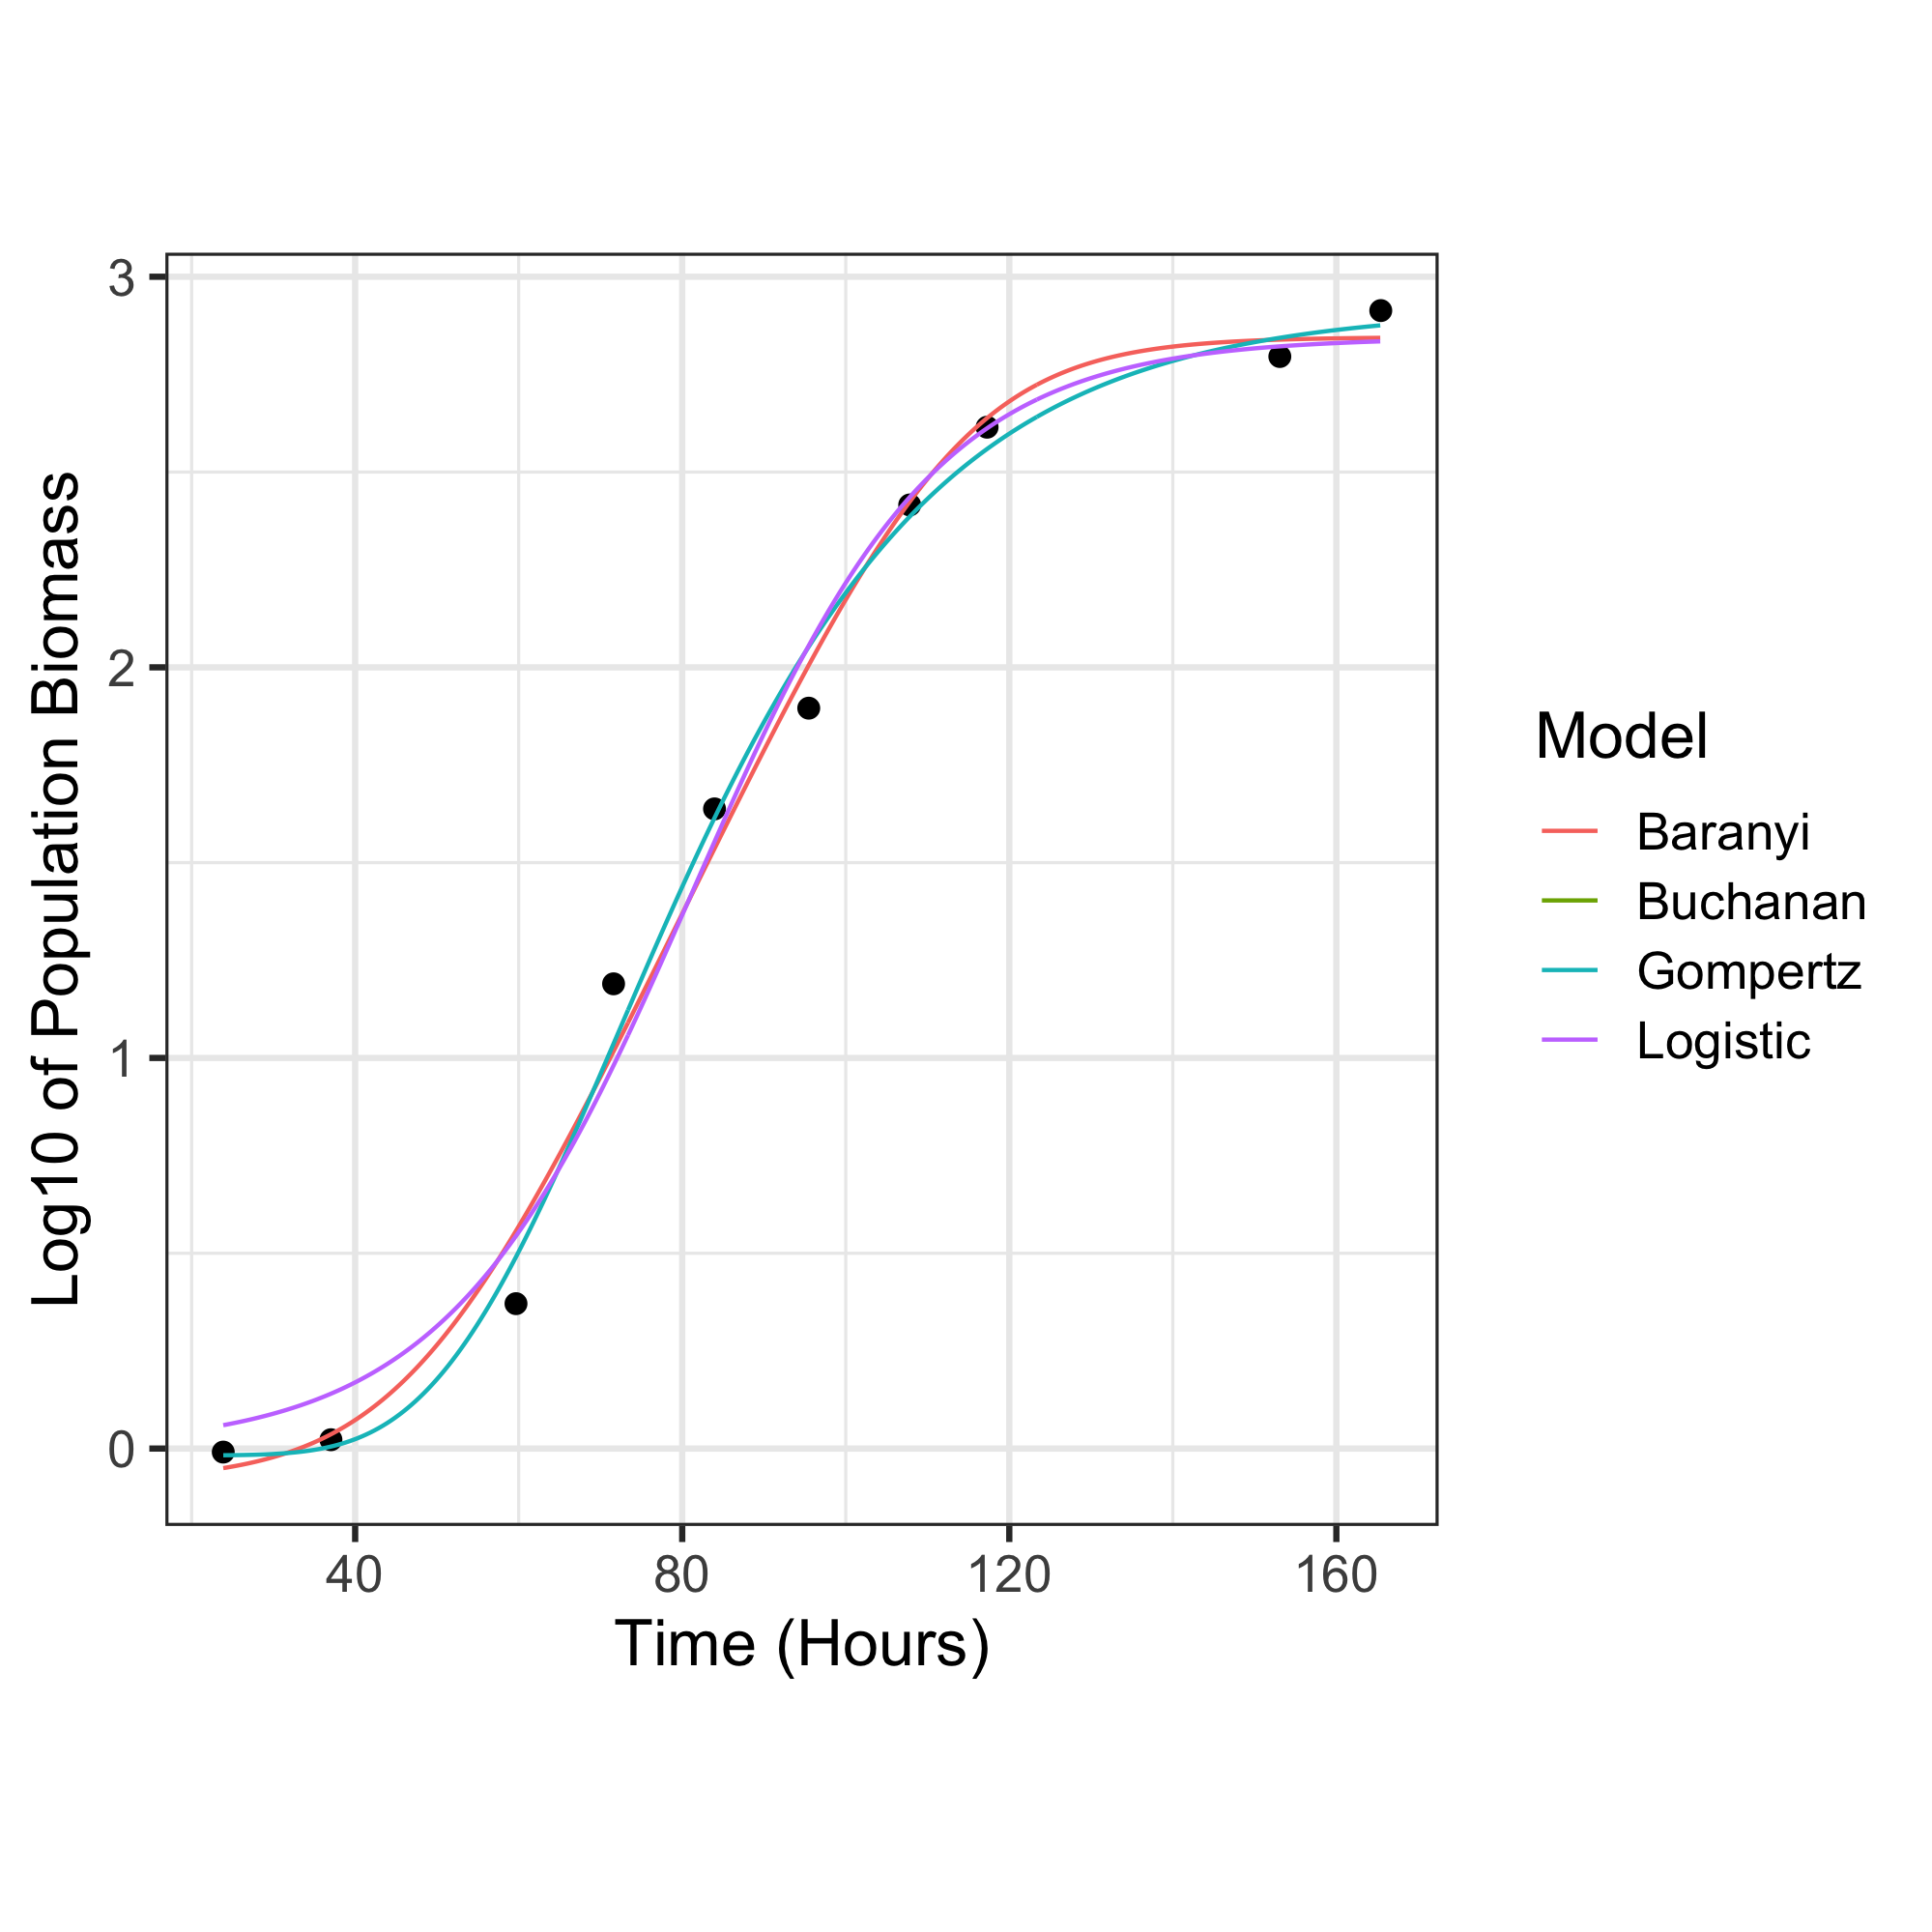 3
2
1
0
Log10 of Population Biomass
40 80 120 160
Time (Hours)
Model
Baranyi
Buchanan
Gompertz
Logistic